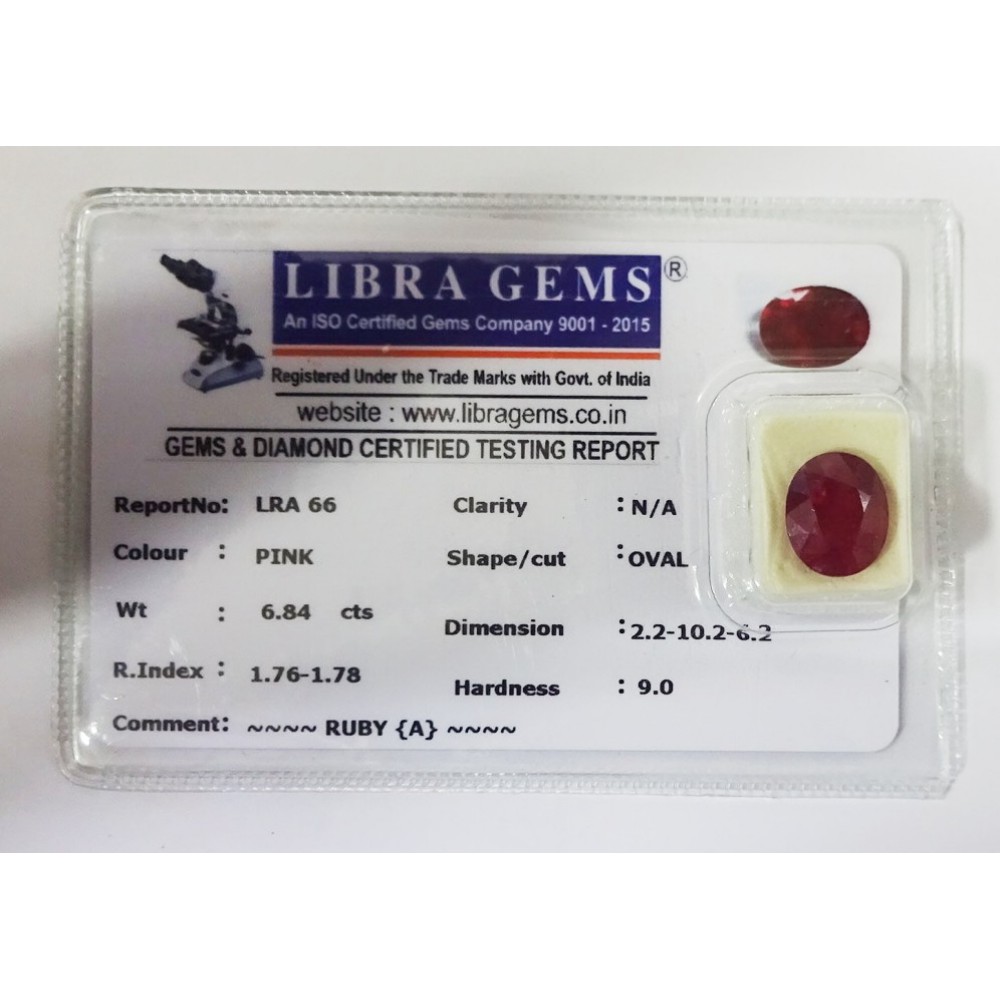 LIBRA GEMS ®
An ISO Certified Gems Company 9001 - 2015
Registered Under the Trade Marks with Govt. of India
website : www.libragems.co.in
GEMS & DIAMOND CERTIFIED TESTING REPORT
ReportNo: LRA 66 Clarity : N/A
Colour : PINK Shape/cut : OVAL
Wt : 6.84 cts Dimension : 2.2-10.2-6.2
R.Index : 1.76-1.78 Hardness : 9.0
Comment: ~~~~ RUBY {A} ~~~~